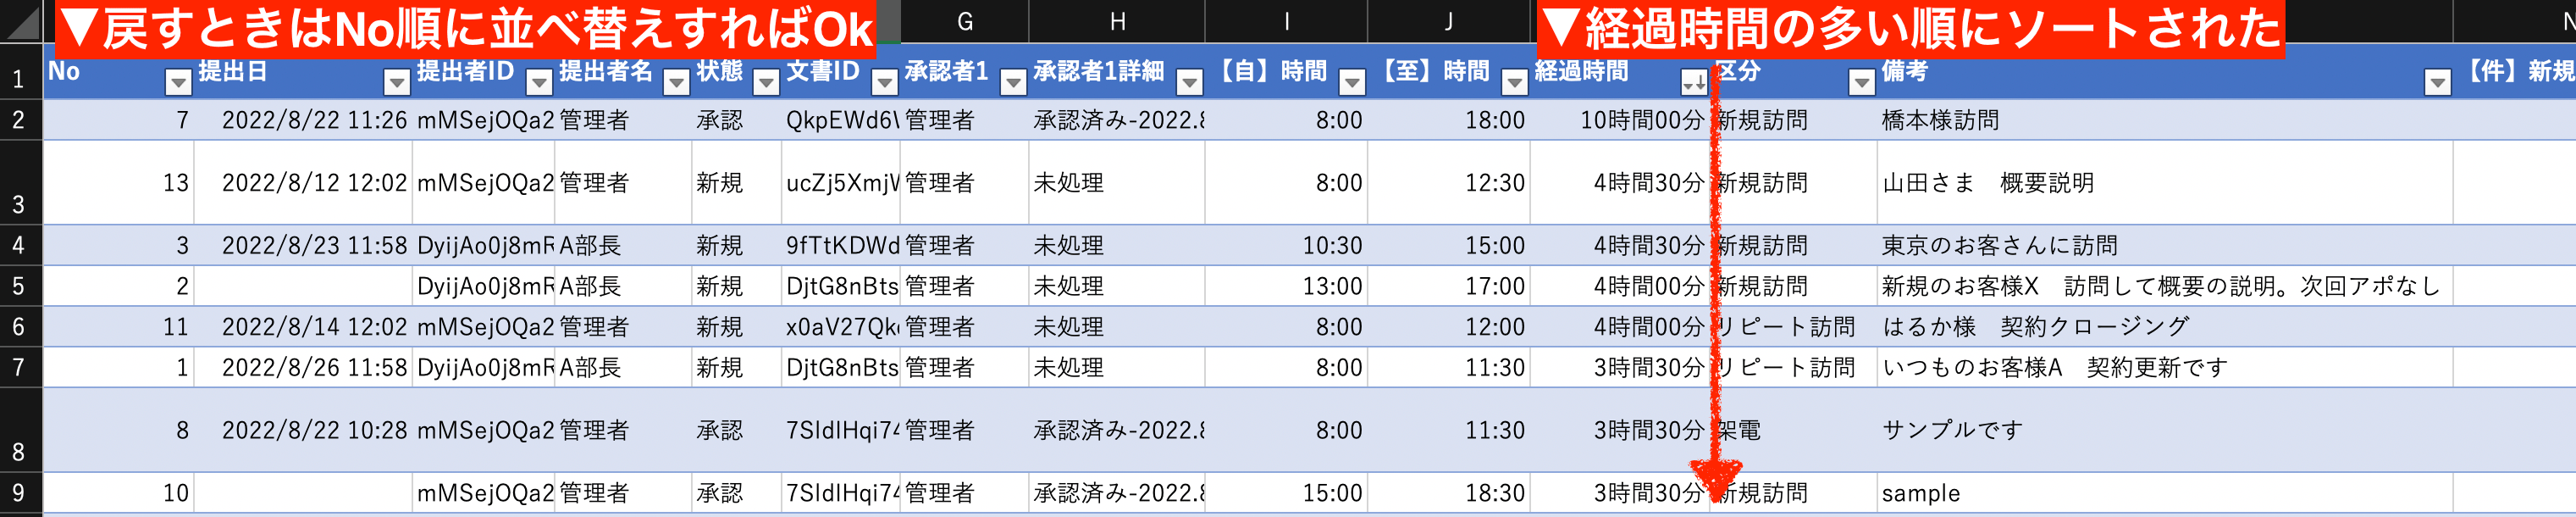 ▼戻すときはNo順に並べ替えすればOk G H I J ▼経過時間の多い順にソートされた
1 No 提出日 提出者ID 提出者名 状態 文書ID 承認者1 承認者1詳細 【自】時間 【至】時間 経過時間 区分 備考 【件】新規
2 7 2022/8/22 11:26 mMSejOQa2 管理者 承認 QkpEWd6 管理者 承認済み-2022.8 8:00 18:00 10時間00分 新規訪問 橋本様訪問
3 13 2022/8/12 12:02 mMSejOQa2 管理者 新規 ucZj5Xmj 管理者 未処理 8:00 12:30 4時間30分 新規訪問 山田さま　概要説明
4 3 2022/8/23 11:58 DyijAo0j8mR A部長 新規 9fTtKDWd 管理者 未処理 10:30 15:00 4時間30分 新規訪問 東京のお客さんに訪問
5 2 DyijAo0j8mR A部長 新規 DjtG8nBts 管理者 未処理 13:00 17:00 4時間00分 新規訪問 新規のお客様X　訪問して概要の説明。次回アポなし
6 11 2022/8/14 12:02 mMSejOQa2 管理者 新規 x0aV27Qk 管理者 未処理 8:00 12:00 4時間00分 リピート訪問 はるか様　契約クロージング
7 1 2022/8/26 11:58 DyijAo0j8mR A部長 新規 DjtG8nBts 管理者 未処理 8:00 11:30 3時間30分 リピート訪問 いつものお客様A　契約更新です
8 8 2022/8/22 10:28 mMSejOQa2 管理者 承認 7SldIHqi74 管理者 承認済み-2022.8 8:00 11:30 3時間30分 架電 サンプルです
9 10 mMSejOQa2 管理者 承認 7SldIHqi74 管理者 承認済み-2022.8 15:00 18:30 3時間30分 新規訪問 sample